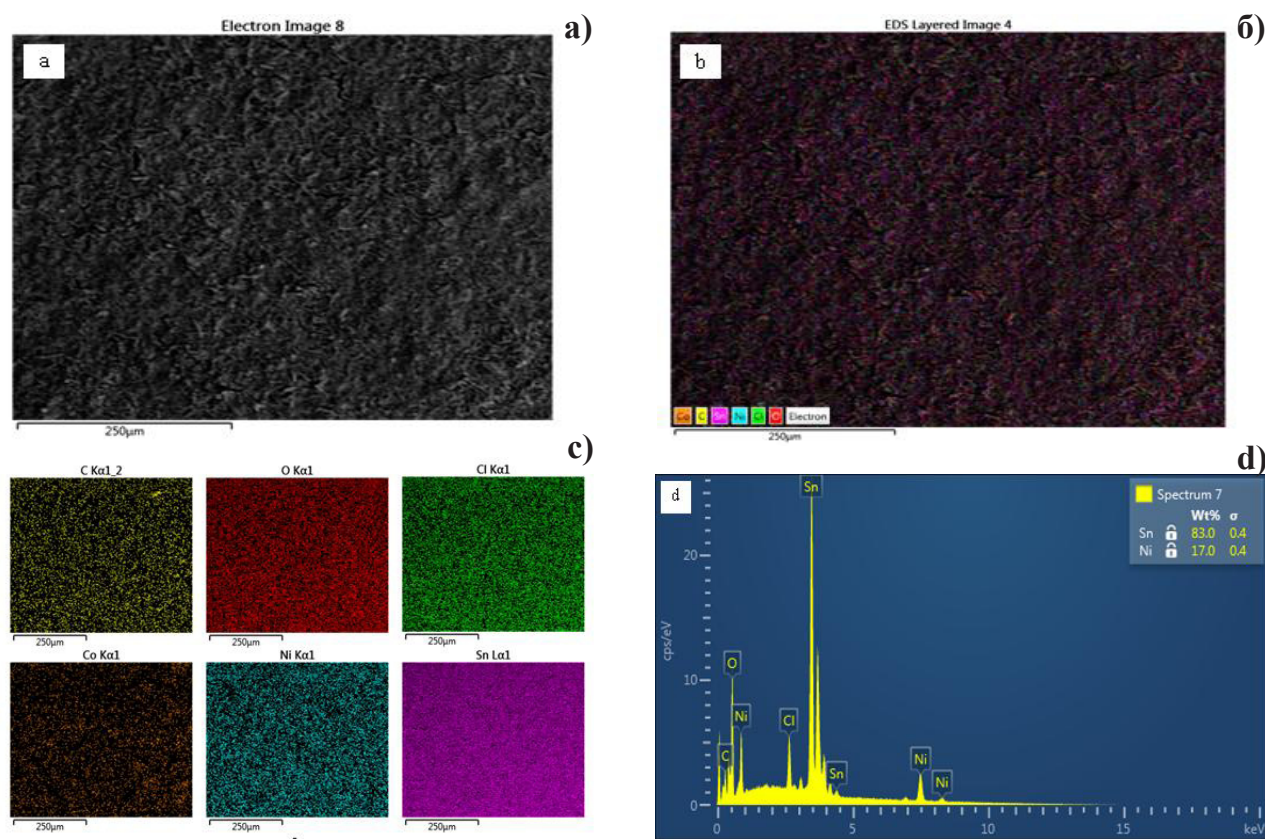 Electron Image 8
а)
a
250µm
EDS Layered Image 4
б)
b
Co C Sn Ni Cl O Electron
250µm
c)
C Kα1_2
O Kα1
Cl Kα1
250µm
250µm
250µm
Co Kα1
Ni Kα1
Sn Lα1
250µm
250µm
250µm
d)
d
Sn
Spectrum 7
Wt% σ
Sn 83.0 0.4
Ni 17.0 0.4
20
cps/eV
O
10
Ni
Cl
C
Sn
Ni
Ni
0
0 5 10 15 keV